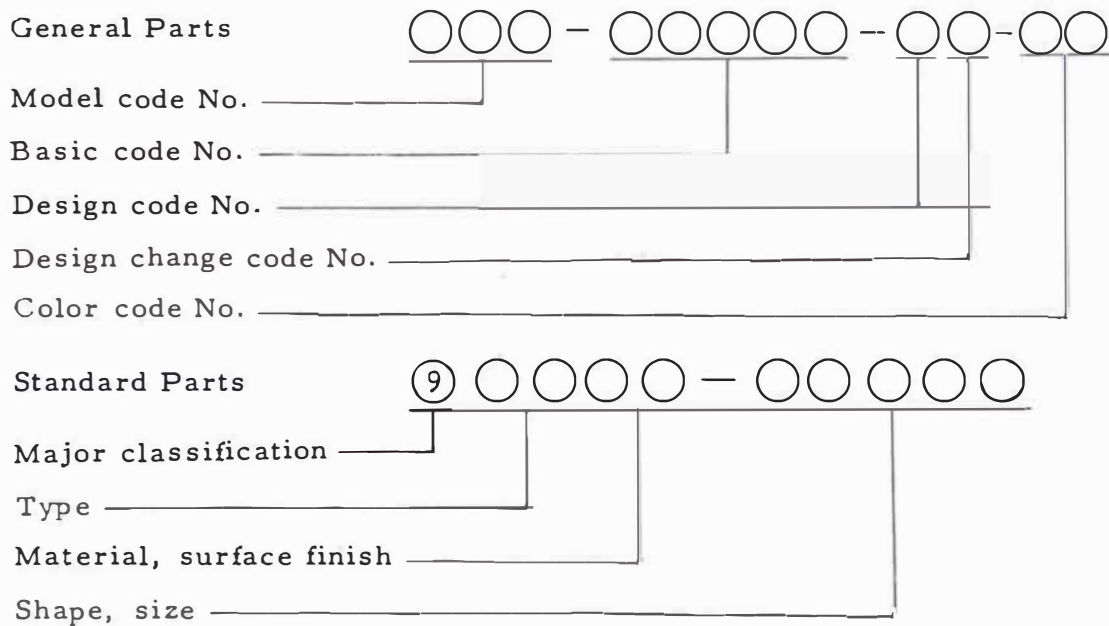 General Parts ○○○ - ○○○○○ -- ○○ - ○○
Model code No.
Basic code No.
Design code No.
Design change code No.
Color code No.
Standard Parts ⑨○○○○ — ○○○○○
Major classification
Type
Material, surface finish
Shape, size